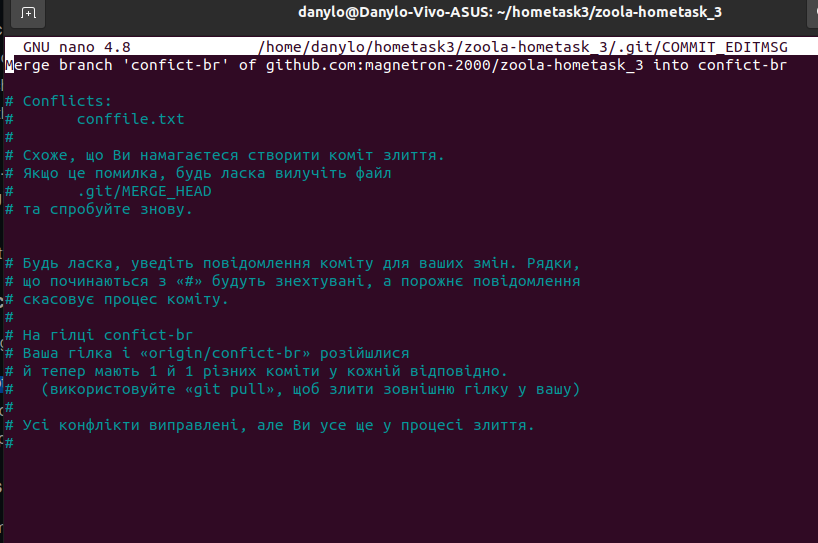 danylo@Danylo-Vivo-ASUS: ~/hometask3/zoola-hometask_3
GNU nano 4.8 /home/danylo/hometask3/zoola-hometask_3/.git/COMMIT_EDITMSG
Merge branch 'confict-br' of github.com:magnetron-2000/zoola-hometask_3 into confict-br
# Conflicts:
# conffile.txt
#
# Схоже, що Ви намагаєтеся створити коміт злиття.
# Якщо це помилка, будь ласка вилучіть файл
# .git/MERGE_HEAD
# та спробуйте знову.
# Будь ласка, уведіть повідомлення коміту для ваших змін. Рядки,
# що починаються з «#» будуть знехтувані, а порожнє повідомлення
# скасовує процес коміту.
#
# На гілці confict-br
# Ваша гілка і «origin/confict-br» розійшлися
# й тепер мають 1 й 1 різних коміти у кожній відповідно.
# (використовуйте «git pull», щоб злити зовнішню гілку у вашу)
#
# Усі конфлікти виправлені, але Ви усе ще у процесі злиття.
#